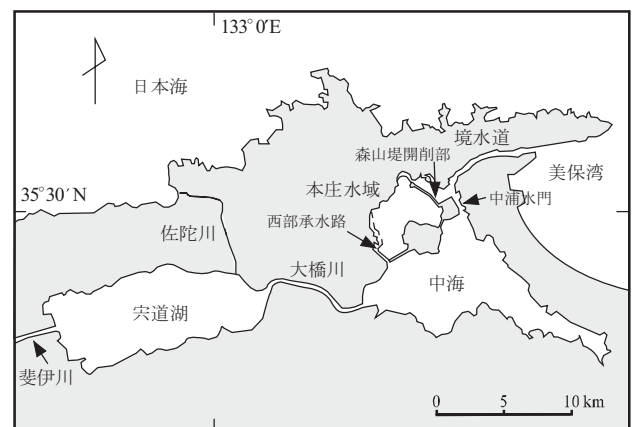 133°0′E
日本海
境水道
森山堤開削部
美保湾
本庄水域
35°30′N
中浦水門
西部承水路
佐陀川
大橋川
中海
宍道湖
斐伊川
0 5 10 km